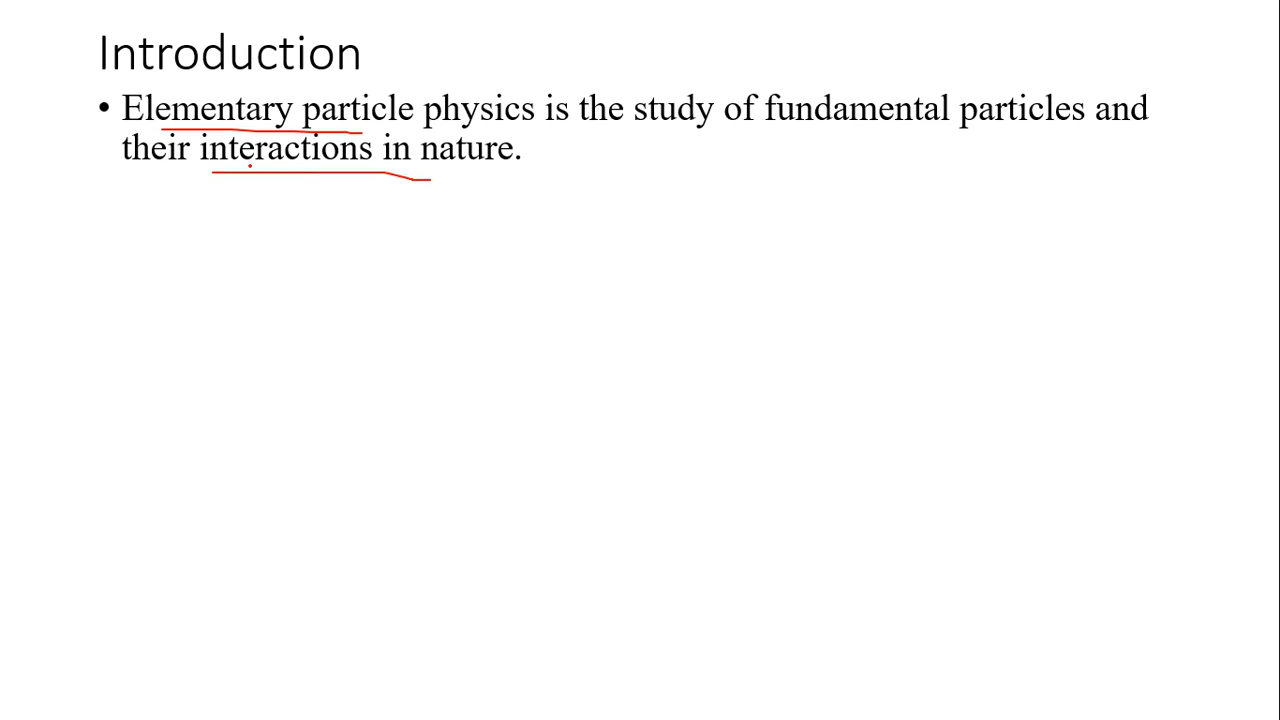 Introduction
• Elementary particle physics is the study of fundamental particles and
their interactions in nature.